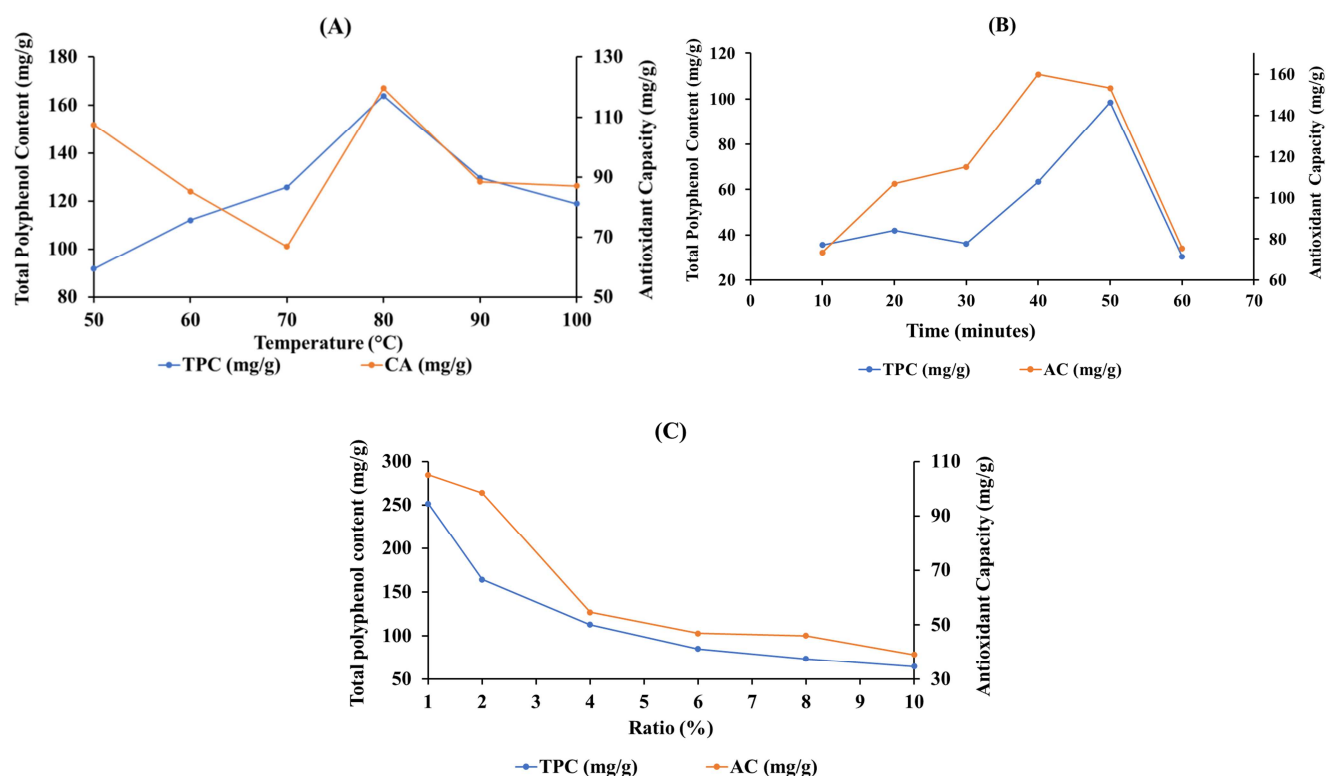 (A)
Total Polyphenol Content (mg/g)
180
160
140
120
100
80
130
110
90
70
50
Antioxidant Capacity (mg/g)
50 60 70 80 90 100
Temperature (°C)
TPC (mg/g) CA (mg/g)
(B)
Total Polyphenol Content (mg/g)
120
100
80
60
40
20
160
140
120
100
80
60
Antioxidant Capacity (mg/g)
0 10 20 30 40 50 60 70
Time (minutes)
TPC (mg/g) AC (mg/g)
(C)
Total polyphenol content (mg/g)
300
250
200
150
100
50
110
90
70
50
30
Antioxidant Capacity (mg/g)
1 2 3 4 5 6 7 8 9 10
Ratio (%)
TPC (mg/g) AC (mg/g)